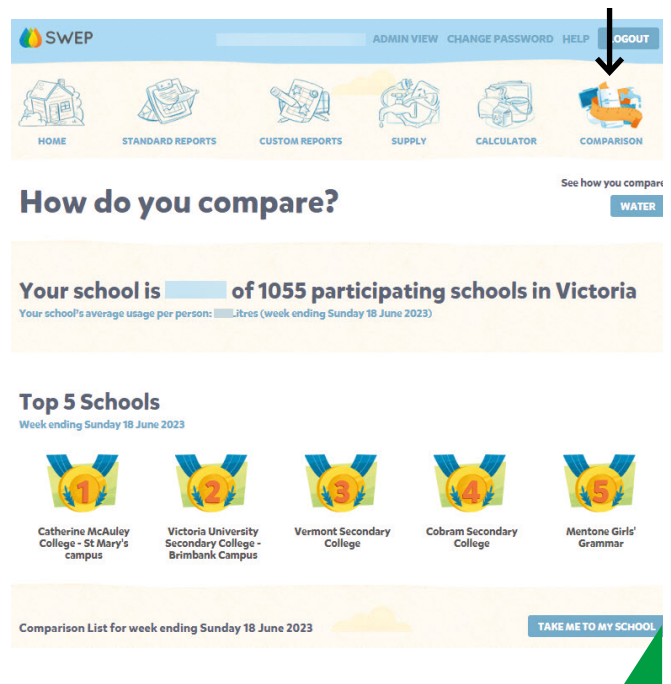 SWEP
ADMIN VIEW CHANGE PASSWORD HELP LOGOUT
HOME STANDARD REPORTS CUSTOM REPORTS SUPPLY CALCULATOR COMPARISON
How do you compare?
See how you compare
WATER
Your school is of 1055 participating schools in Victoria
Your school's average usage per person: Litres (week ending Sunday 18 June 2023)
Top 5 Schools
Week ending Sunday 18 June 2023
1 2 3 4 5
Catherine McAuley Victoria University Vermont Secondary Cobram Secondary Mentone Girls'
College - St Mary's Secondary College - College College Grammar
campus Brimbank Campus
Comparison List for week ending Sunday 18 June 2023
TAKE ME TO MY SCHOOL